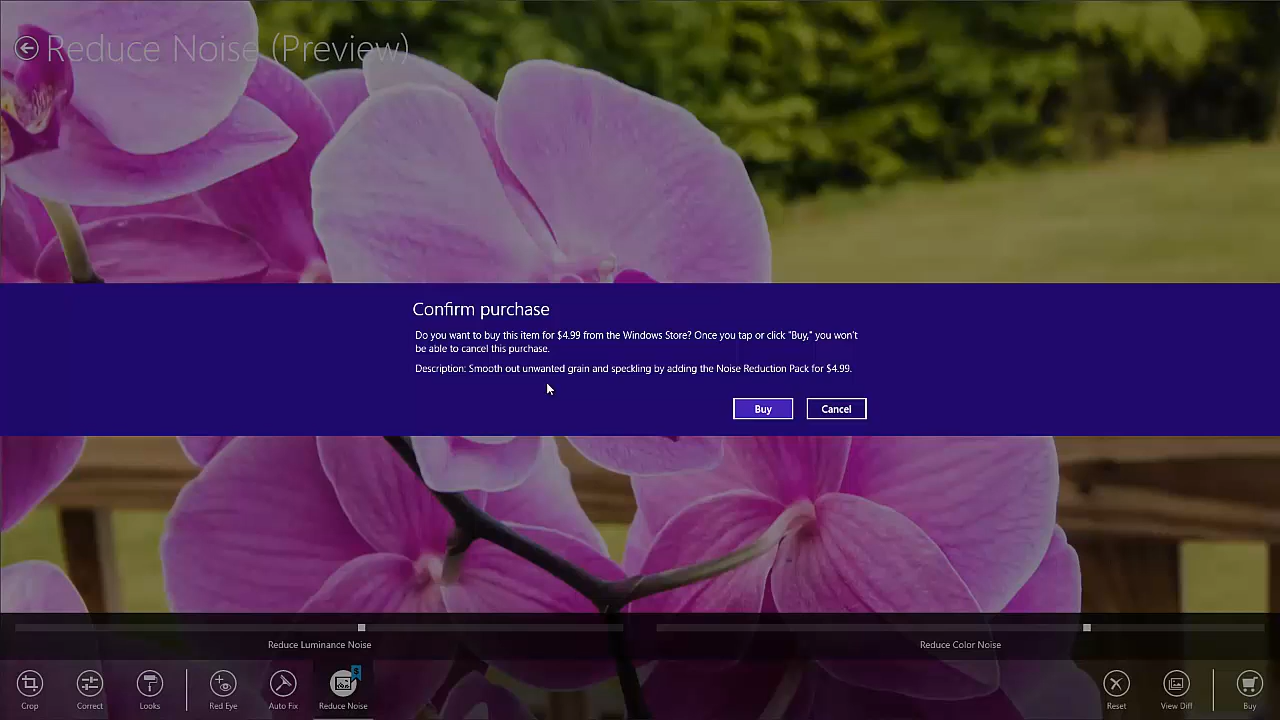 Reduce Noise (Preview)
Confirm purchase
Do you want to buy this item for $4.99 from the Windows Store? Once you tap or click "Buy," you won't
be able to cancel this purchase.
Description: Smooth out unwanted grain and speckling by adding the Noise Reduction Pack for $4.99.
Buy
Cancel
Reduce Luminance Noise
Reduce Color Noise
Crop
Correct
Looks
Red Eye
Auto Fix
$
Reduce Noise
Reset
View Diff
Buy